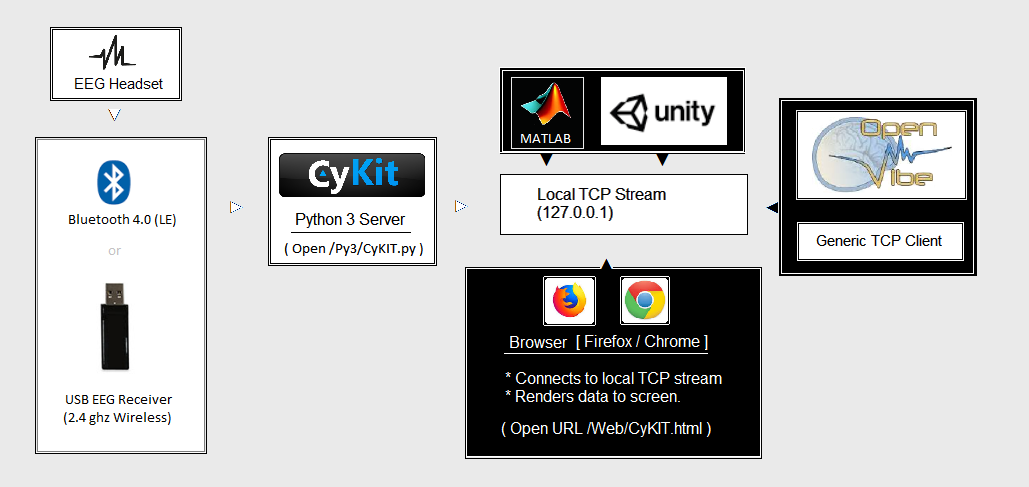 EEG Headset
Bluetooth 4.0 (LE)
or
USB EEG Receiver
(2.4 ghz Wireless)
CyKit
Python 3 Server
( Open /Py3/CyKIT.py )
MATLAB
unity
Local TCP Stream
(127.0.0.1)
Open
Vibe
Generic TCP Client
Browser [ Firefox / Chrome ]
* Connects to local TCP stream
* Renders data to screen.
( Open URL /Web/CyKIT.html )